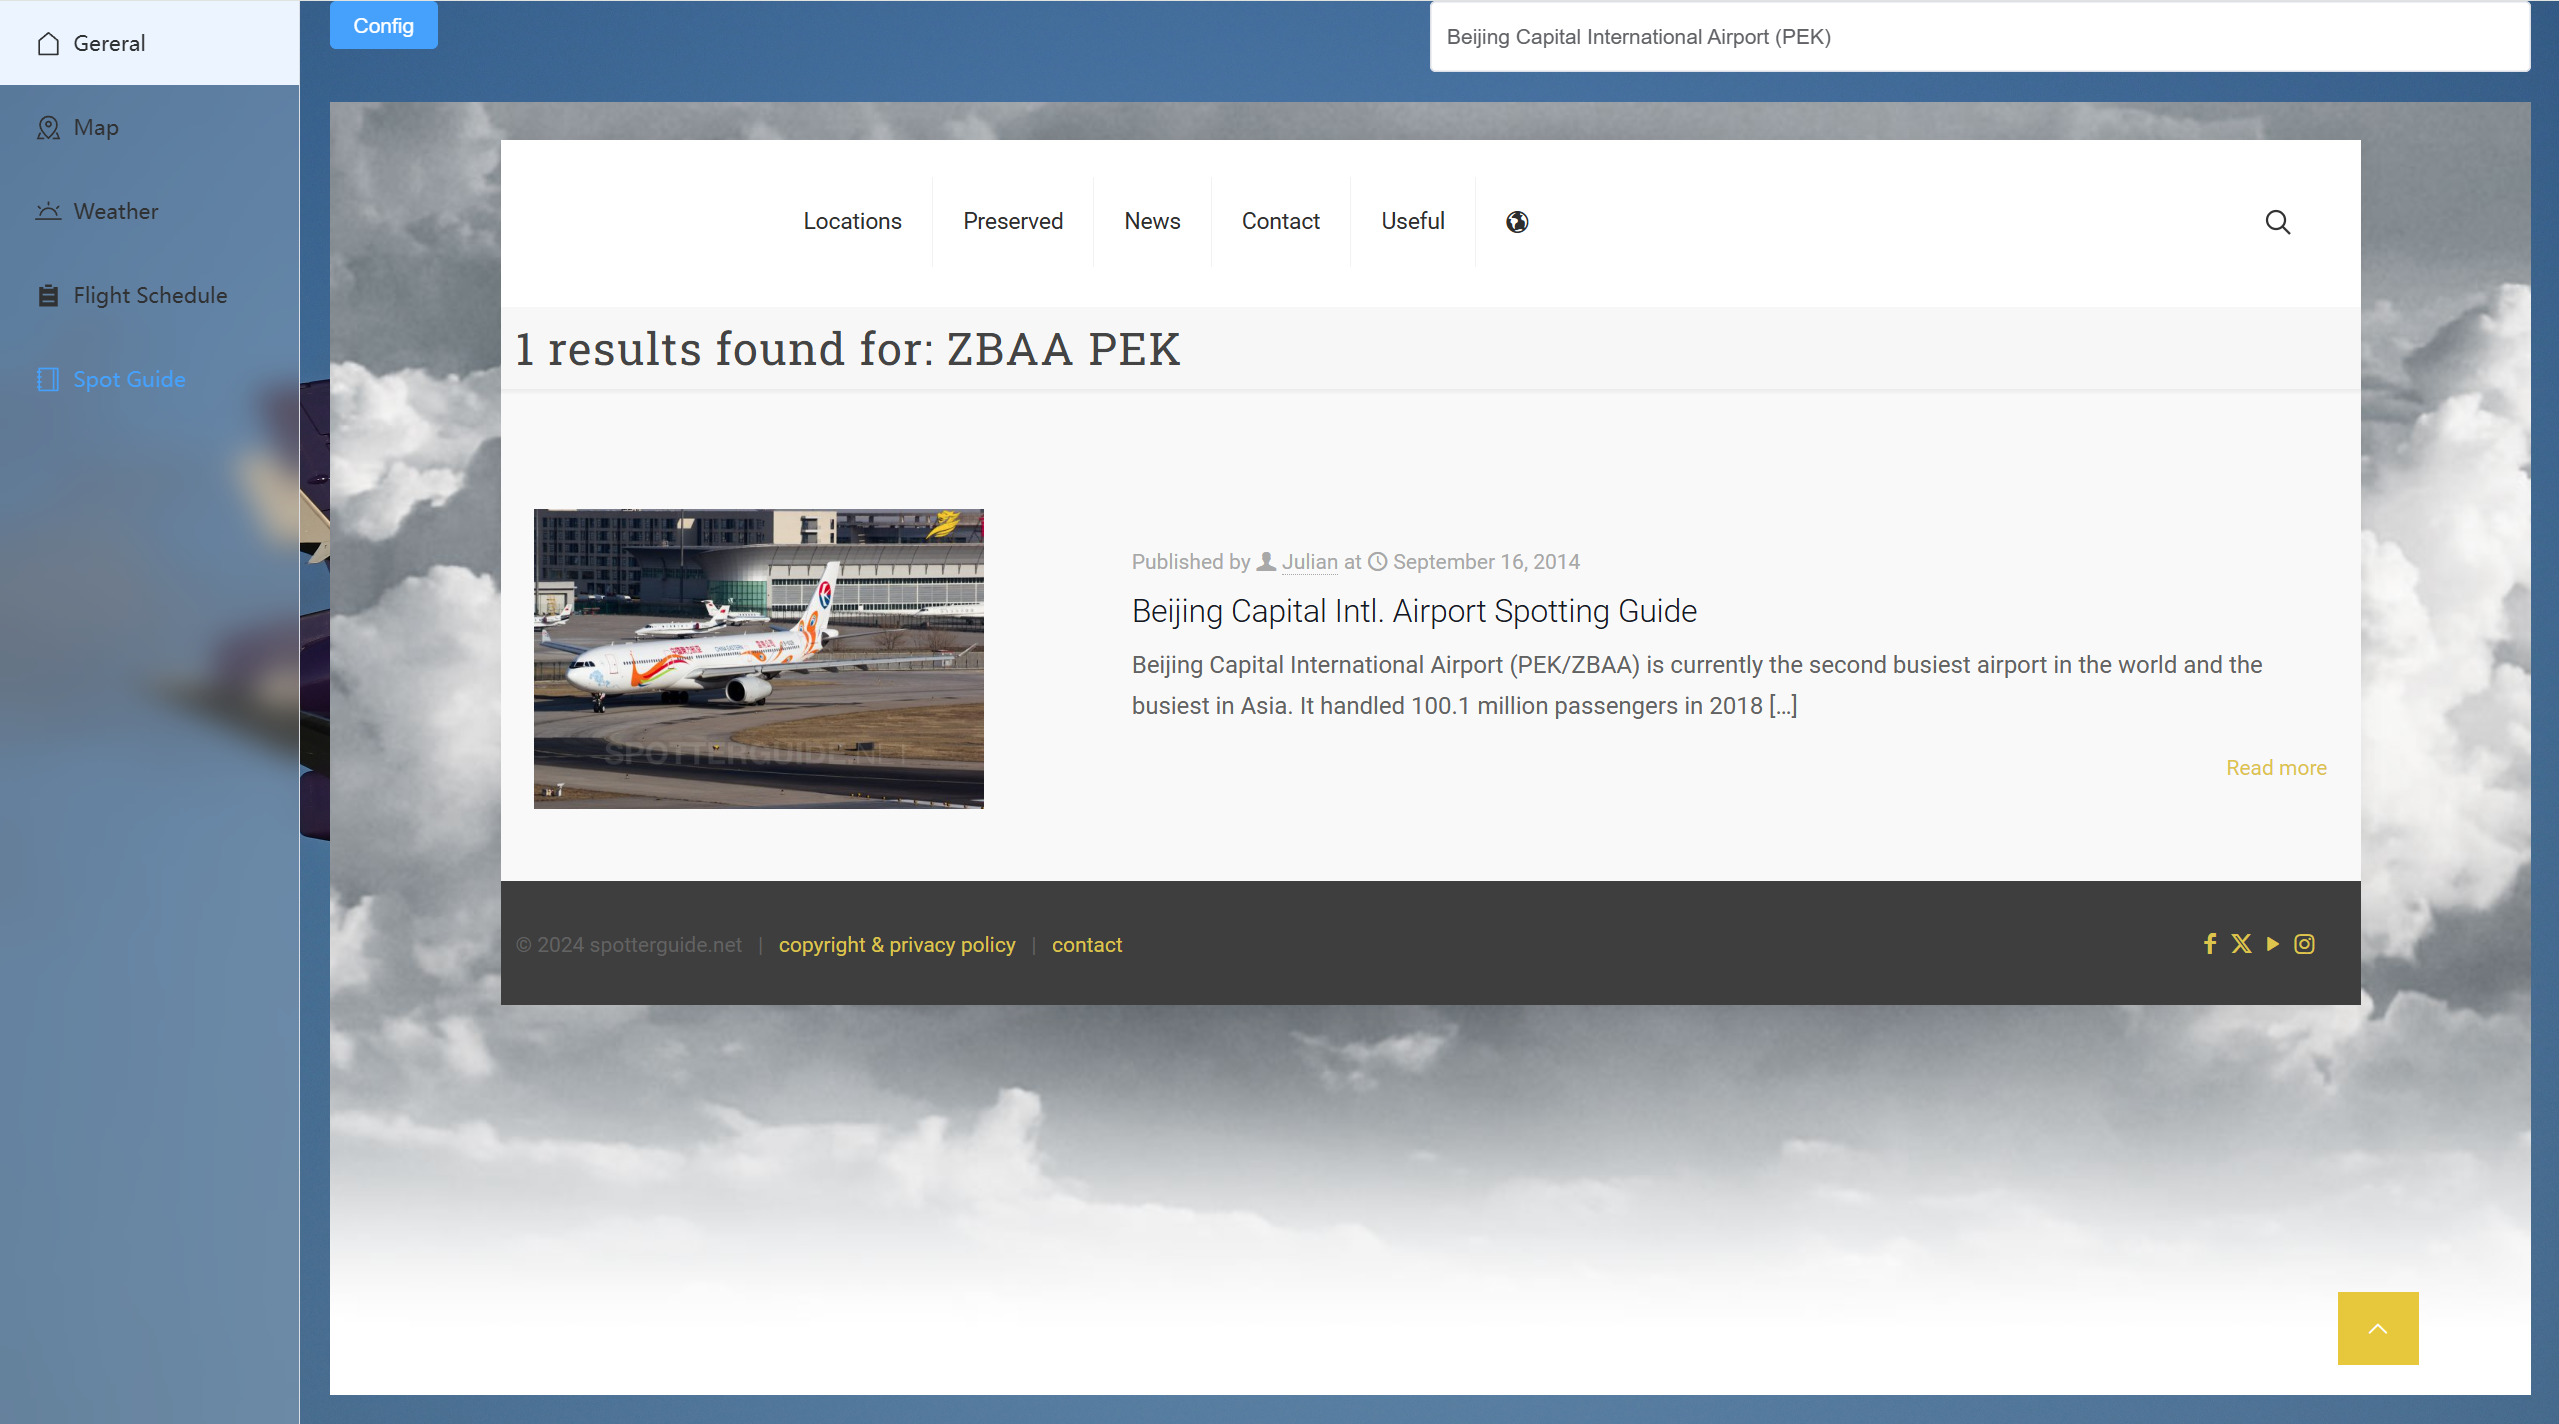 Gereral
Map
Weather
Flight Schedule
Spot Guide
Config
Beijing Capital International Airport (PEK)
Locations
Preserved
News
Contact
Useful
1 results found for: ZBAA PEK
SPOTTERGUIDE.NET
Published by Julian at September 16, 2014
Beijing Capital Intl. Airport Spotting Guide
Beijing Capital International Airport (PEK/ZBAA) is currently the second busiest airport in the world and the
busiest in Asia. It handled 100.1 million passengers in 2018 [...]
Read more
© 2024 spotterguide.net | copyright & privacy policy | contact